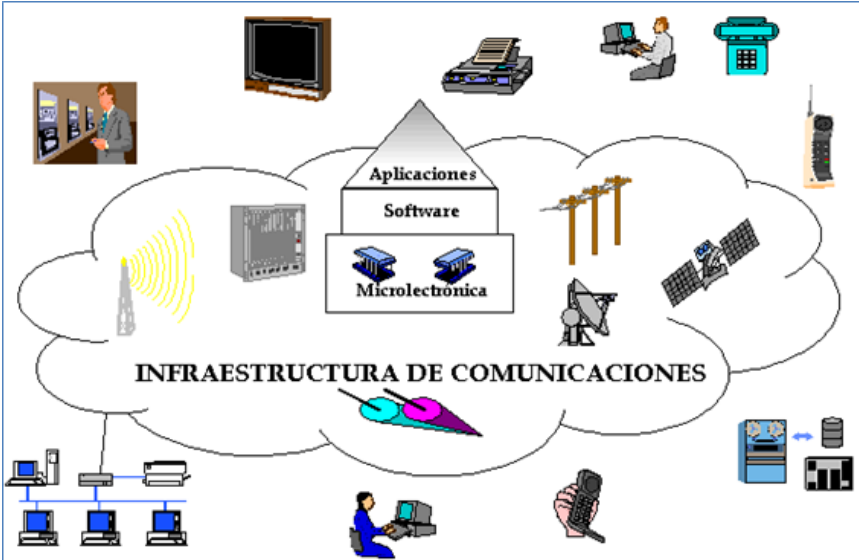 Aplicaciones
Software
Microlectrónica
INFRAESTRUCTURA DE COMUNICACIONES